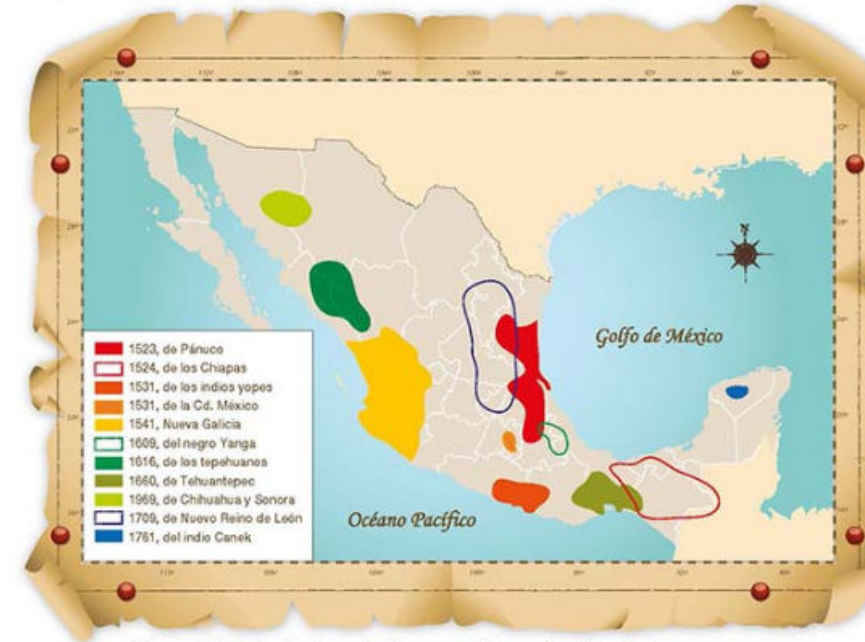 N
Golfo de México
1523, de Pánuco
1524, de los Chiapas
1531, de los indios yopes
1531, de la Cd. México
1541, Nueva Galicia
1609, del negro Yanga
1616, de los tepehuanos
1660, de Tehuantepec
1969, de Chihuahua y Sonora
1709, de Nuevo Reino de León
1761, del indio Canek
Océano Pacífico